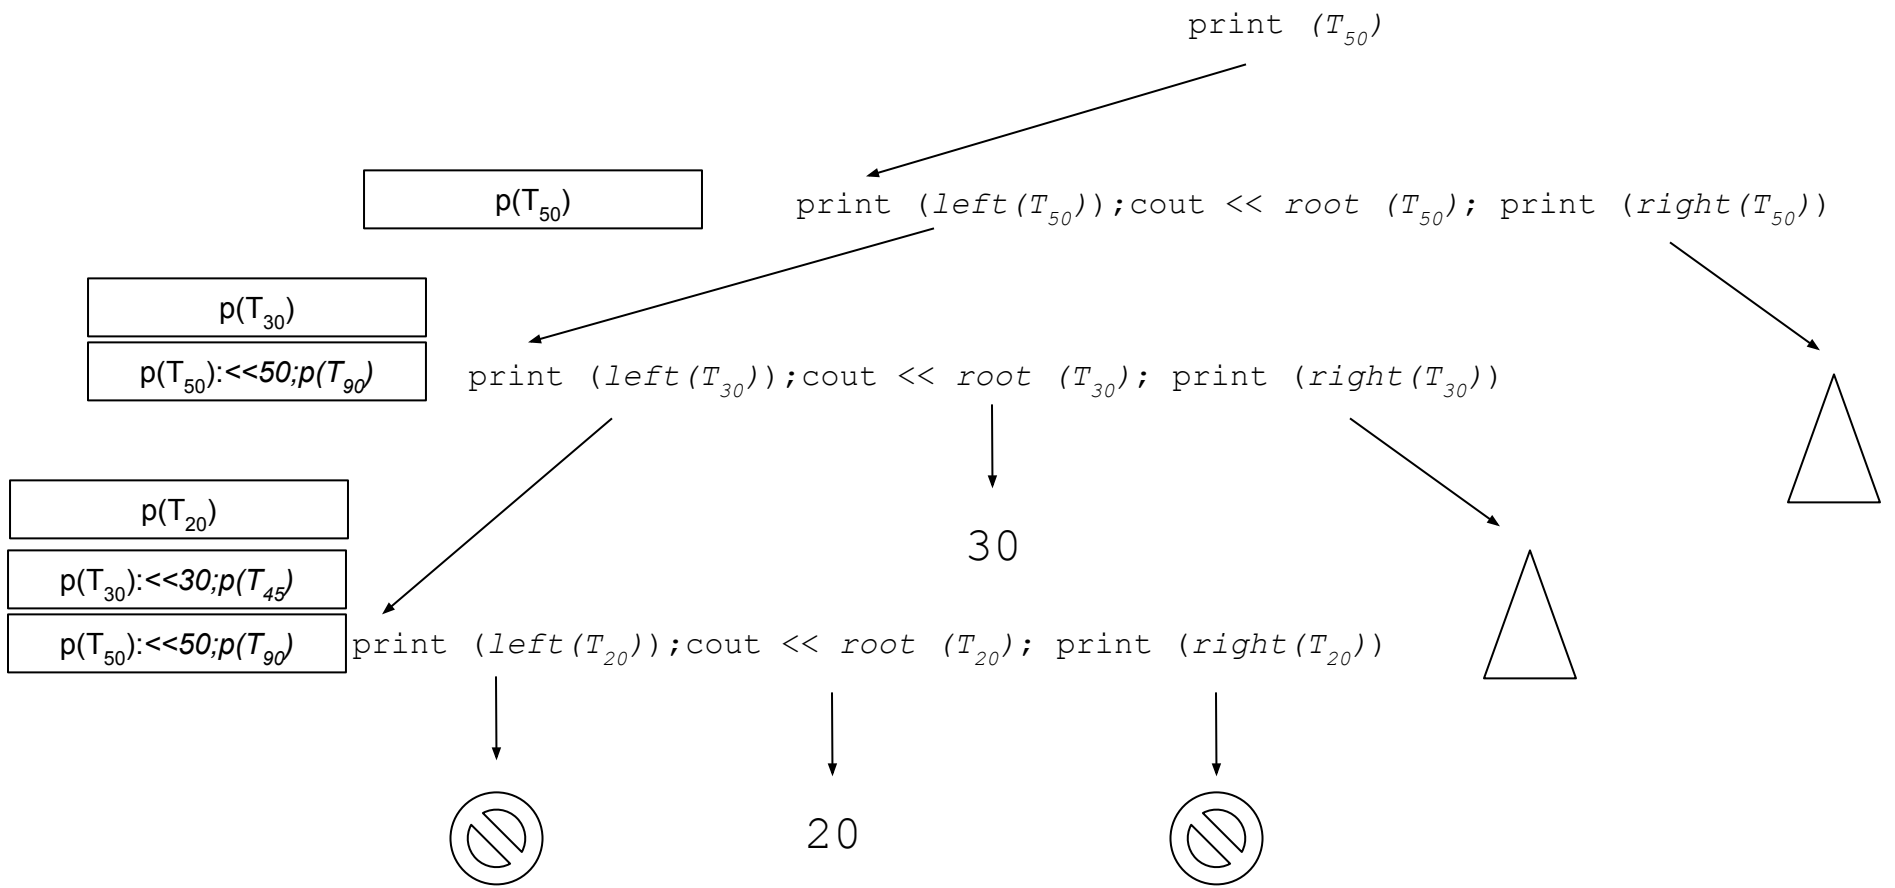 print (T50)
p(T50)
print (left(T50));cout << root (T50); print (right(T50))
p(T30)
p(T50):<<50;p(T90)
print (left(T30));cout << root (T30); print (right(T30))
p(T20)
30
p(T30):<<30;p(T45)
p(T50):<<50;p(T90)
print (left(T20));cout << root (T20); print (right(T20))
20